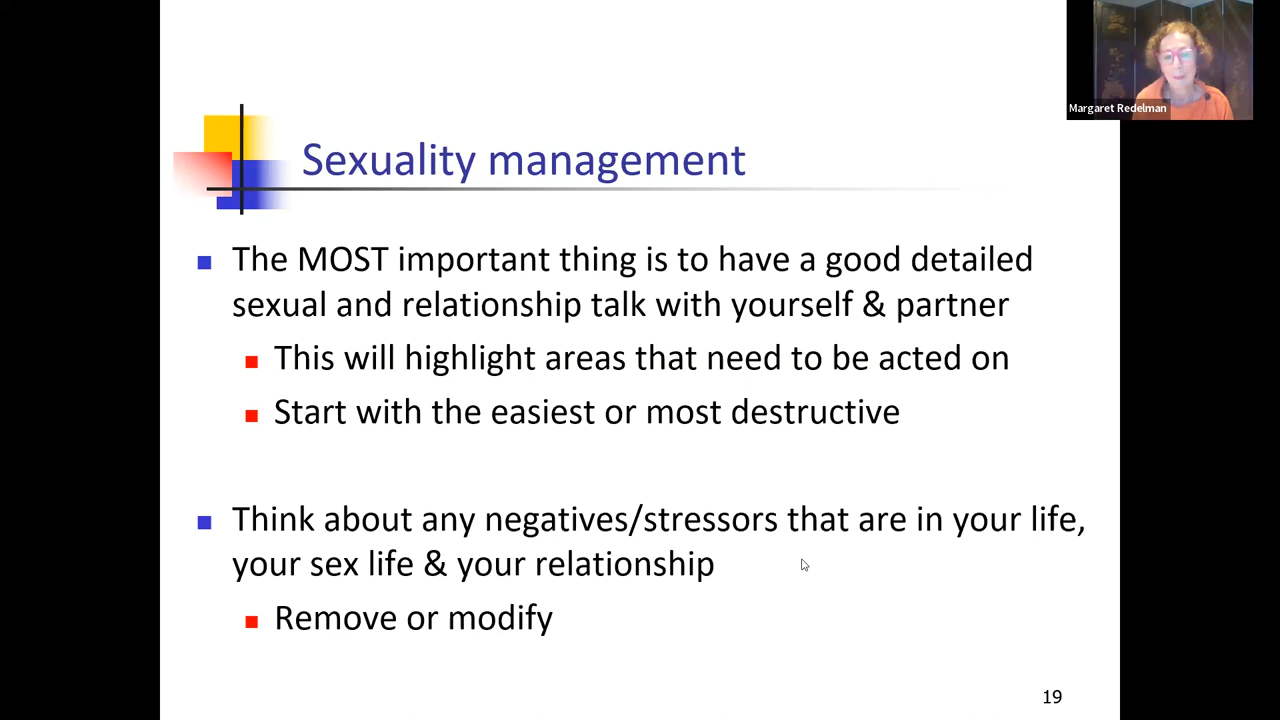 Margaret Redelman
Sexuality management
The MOST important thing is to have a good detailed
sexual and relationship talk with yourself & partner
This will highlight areas that need to be acted on
Start with the easiest or most destructive
Think about any negatives/stressors that are in your life,
your sex life & your relationship
Remove or modify
19